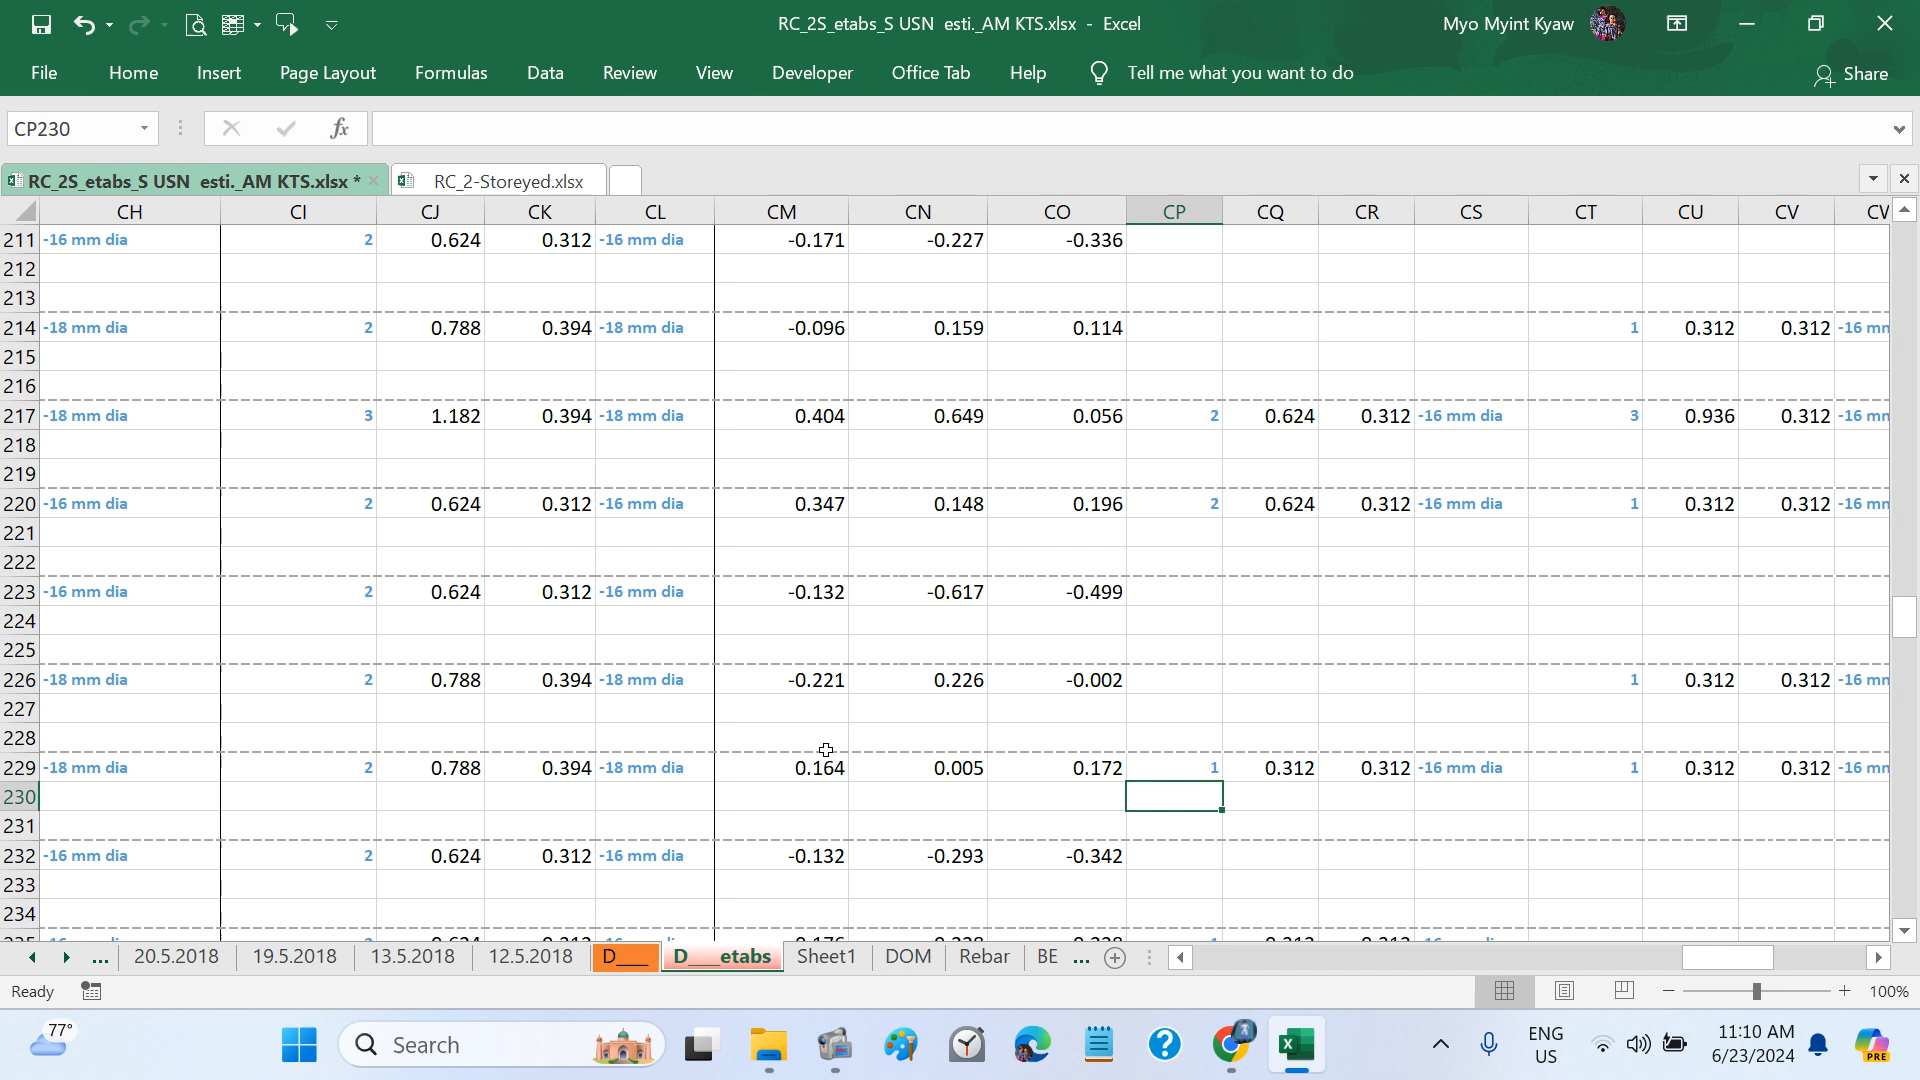 RC_2S_etabs_S USN esti._AM KTS.xlsx - Excel
Myo Myint Kyaw
File Home Insert Page Layout Formulas Data Review View Developer Office Tab Help Tell me what you want to do Share
CP230 fx
RC_2S_etabs_S USN esti._AM KTS.xlsx * RC_2-Storeyed.xlsx
CH CI CJ CK CL CM CN CO CP CQ CR CS CT CU CV
211 -16 mm dia 2 0.624 0.312 -16 mm dia -0.171 -0.227 -0.336
212
213
214 -18 mm dia 2 0.788 0.394 -18 mm dia -0.096 0.159 0.114 1 0.312 0.312 -16 mm
215
216
217 -18 mm dia 3 1.182 0.394 -18 mm dia 0.404 0.649 0.056 2 0.624 0.312 -16 mm dia 3 0.936 0.312 -16 mm
218
219
220 -16 mm dia 2 0.624 0.312 -16 mm dia 0.347 0.148 0.196 2 0.624 0.312 -16 mm dia 1 0.312 0.312 -16 mm
221
222
223 -16 mm dia 2 0.624 0.312 -16 mm dia -0.132 -0.617 -0.499
224
225
226 -18 mm dia 2 0.788 0.394 -18 mm dia -0.221 0.226 -0.002 1 0.312 0.312 -16 mm
227
228
229 -18 mm dia 2 0.788 0.394 -18 mm dia 0.164 0.005 0.172 1 0.312 0.312 -16 mm dia 1 0.312 0.312 -16 mm
230
231
232 -16 mm dia 2 0.624 0.312 -16 mm dia -0.132 -0.293 -0.342
233
234
... 20.5.2018 19.5.2018 13.5.2018 12.5.2018 D___ D___etabs Sheet1 DOM Rebar BE ...
Ready 100%
77° Search ENG US 11:10 AM 6/23/2024 PRE